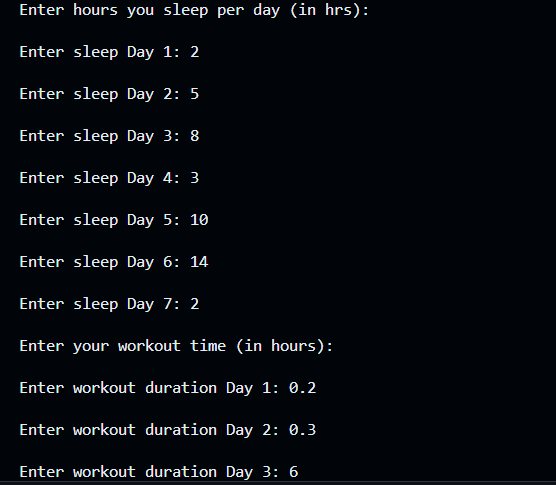 Enter hours you sleep per day (in hrs):
Enter sleep Day 1: 2
Enter sleep Day 2: 5
Enter sleep Day 3: 8
Enter sleep Day 4: 3
Enter sleep Day 5: 10
Enter sleep Day 6: 14
Enter sleep Day 7: 2
Enter your workout time (in hours):
Enter workout duration Day 1: 0.2
Enter workout duration Day 2: 0.3
Enter workout duration Day 3: 6